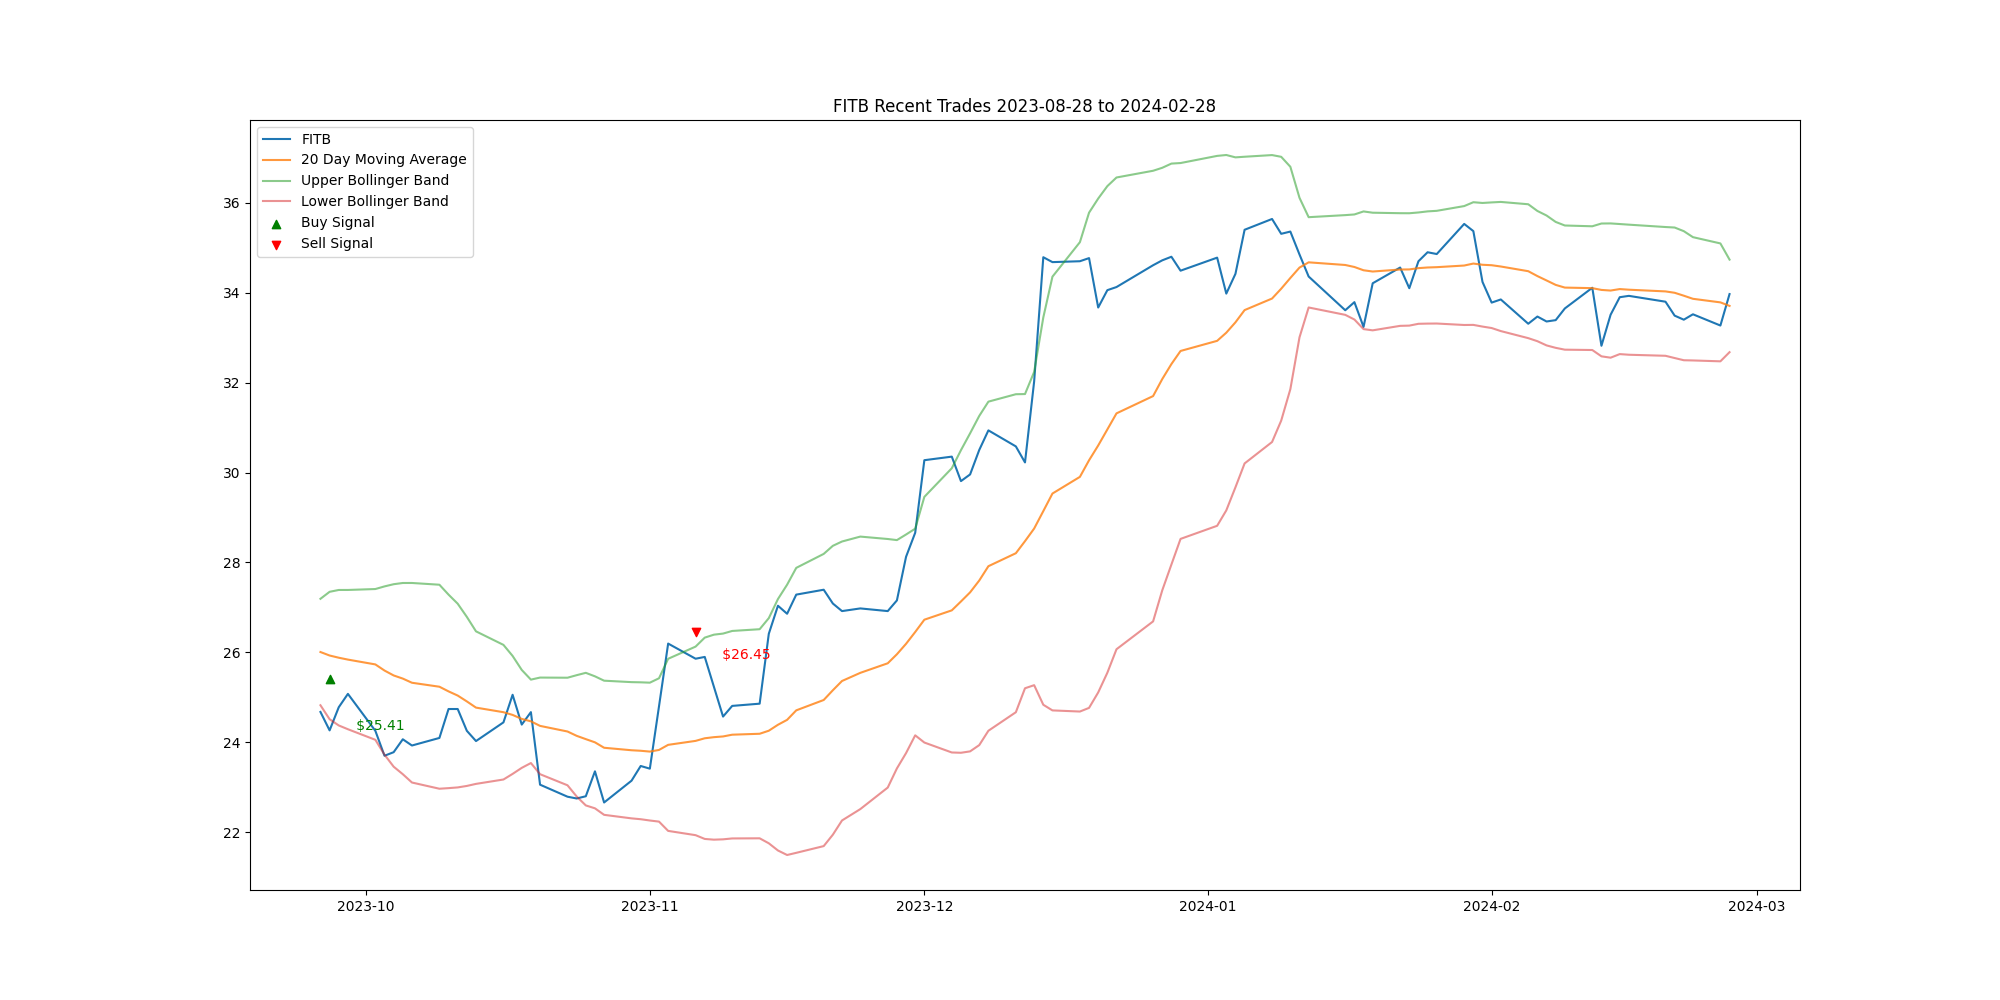 FITB Recent Trades 2023-08-28 to 2024-02-28
FITB
20 Day Moving Average
Upper Bollinger Band
Lower Bollinger Band
Buy Signal
Sell Signal
36
34
32
30
28
26
24
22
$26.45
$25.41
2023-10
2023-11
2023-12
2024-01
2024-02
2024-03